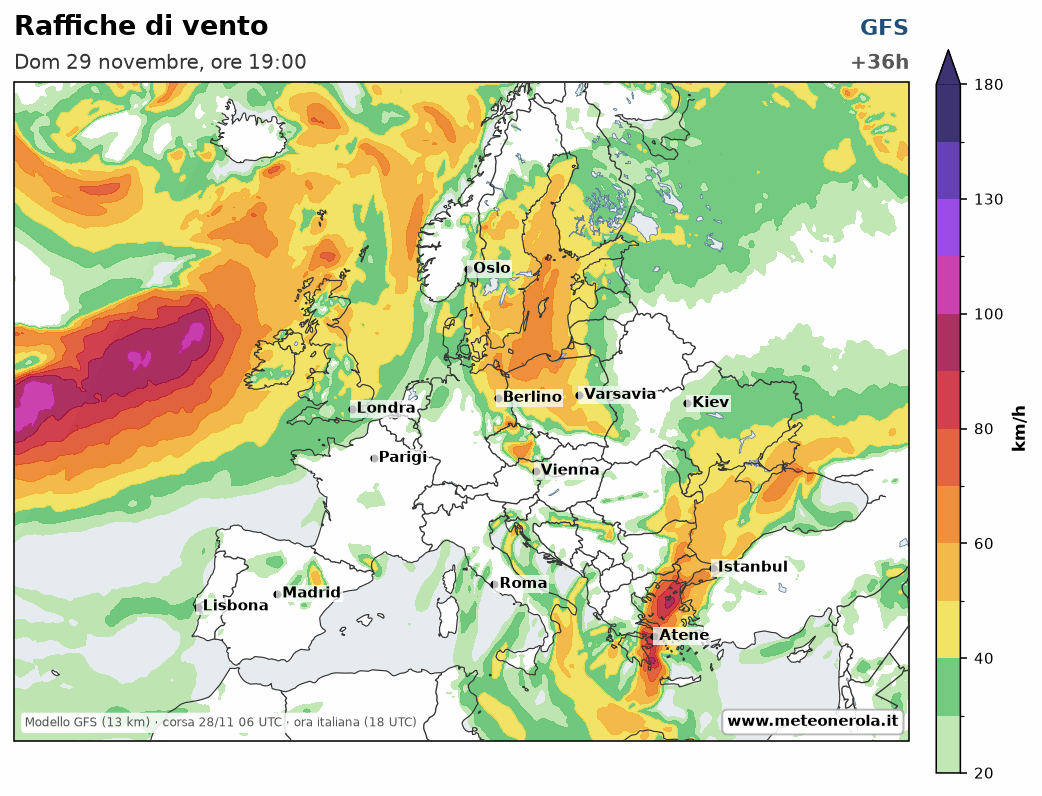 Raffiche di vento
GFS
Dom 29 novembre, ore 19:00
+36h
180
130
100
80
60
40
20
km/h
Oslo
Berlino
Varsavia
Kiev
Londra
Parigi
Vienna
Istanbul
Roma
Madrid
Lisbona
Atene
Modello GFS (13 km) · corsa 28/11 06 UTC · ora italiana (18 UTC)
www.meteonerola.it